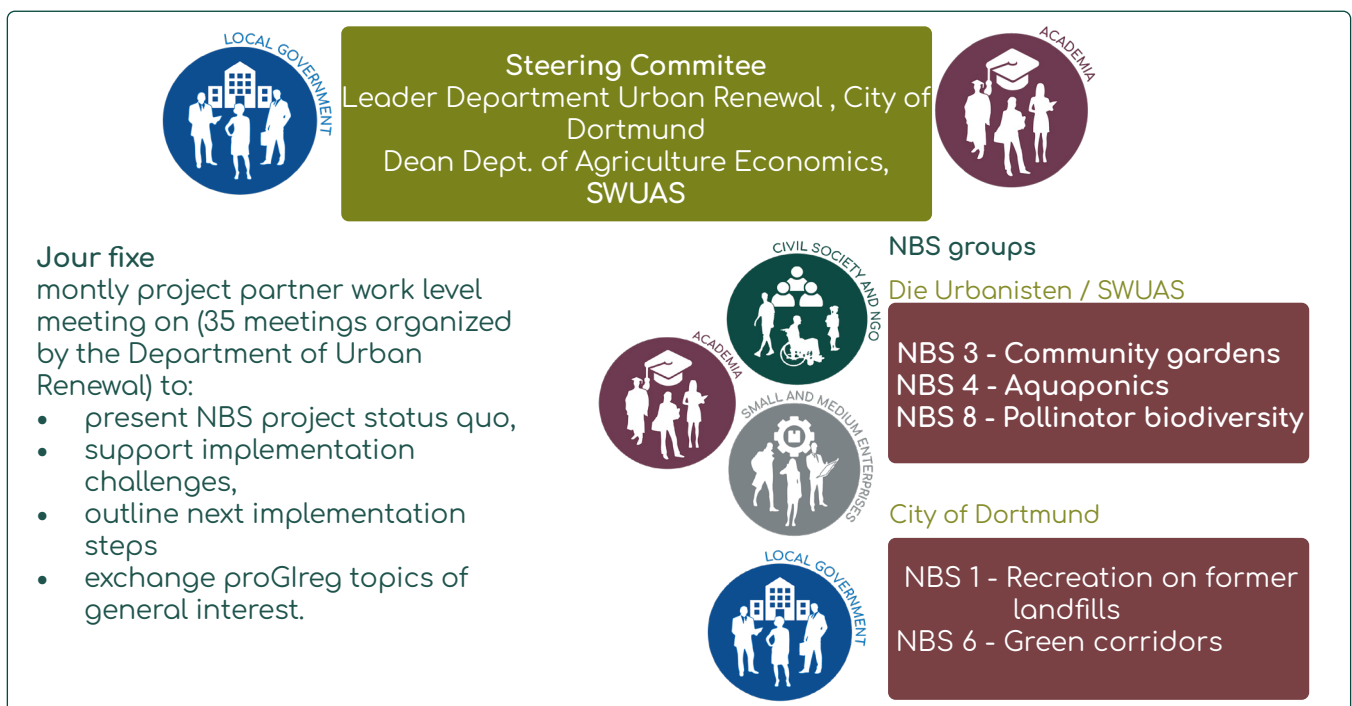 LOCAL GOVERNMENT
Steering Commitee
Leader Department Urban Renewal , City of
Dortmund
Dean Dept. of Agriculture Economics,
SWUAS
ACADEMIA
Jour fixe
montly project partner work level
meeting on (35 meetings organized
by the Department of Urban
Renewal) to:
• present NBS project status quo,
• support implementation
challenges,
• outline next implementation
steps
• exchange proGIreg topics of
general interest.
CIVIL SOCIETY AND NGO
ACADEMIA
SMALL AND MEDIUM ENTERPRISES
LOCAL GOVERNMENT
NBS groups
Die Urbanisten / SWUAS
NBS 3 - Community gardens
NBS 4 - Aquaponics
NBS 8 - Pollinator biodiversity
City of Dortmund
NBS 1 - Recreation on former
landfills
NBS 6 - Green corridors